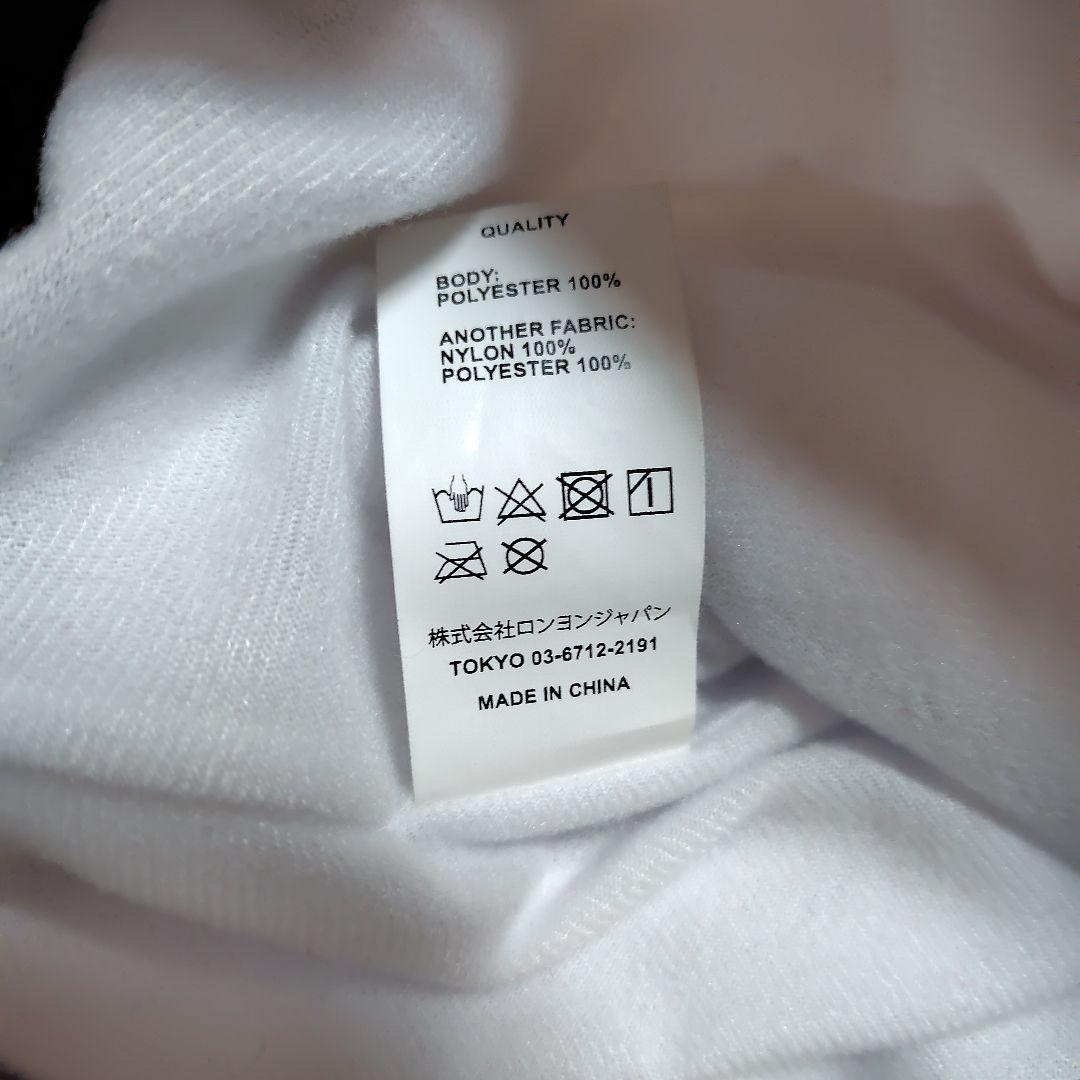 QUALITY
BODY:
POLYESTER 100%
ANOTHER FABRIC:
NYLON 100%
POLYESTER 100%
株式会社ロンヨンジャパン
TOKYO 03-6712-2191
MADE IN CHINA